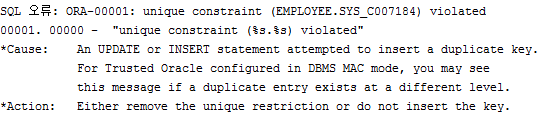 SQL 오류: ORA-00001: unique constraint (EMPLOYEE.SYS_C007184) violated
00001. 00000 -  "unique constraint (%s.%s) violated"
*Cause:    An UPDATE or INSERT statement attempted to insert a duplicate key.
           For Trusted Oracle configured in DBMS MAC mode, you may see
           this message if a duplicate entry exists at a different level.
*Action:   Either remove the unique restriction or do not insert the key.